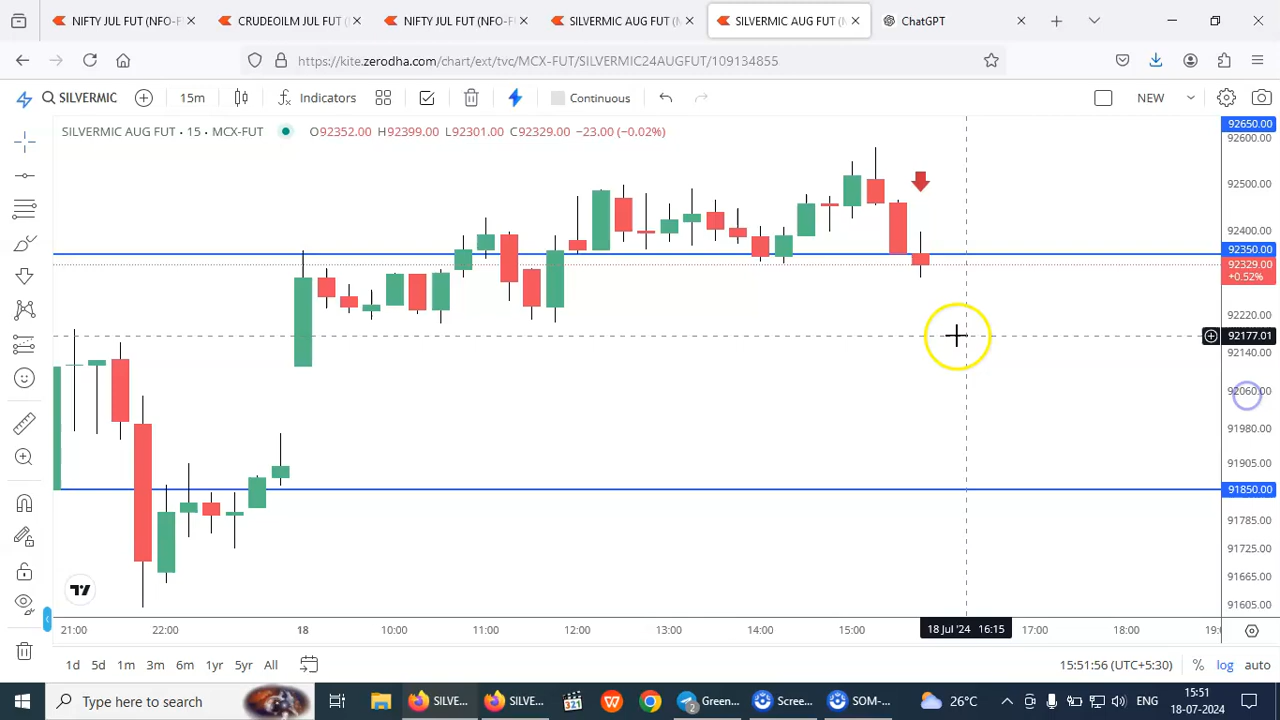 NIFTY JUL FUT (NFO-F
CRUDEOILM JUL FUT (
NIFTY JUL FUT (NFO-F
SILVERMIC AUG FUT (M
SILVERMIC AUG FUT (M
ChatGPT
https://kite.zerodha.com/chart/ext/tvc/MCX-FUT/SILVERMIC24AUGFUT/109134855
SILVERMIC
15m
Indicators
Continuous
NEW
SILVERMIC AUG FUT · 15 · MCX-FUT
O92352.00 H92399.00 L92301.00 C92329.00 −23.00 (−0.02%)
92650.00
92600.00
92500.00
92400.00
92350.00
92329.00
+0.52%
92220.00
92177.01
92140.00
92060.00
91980.00
91905.00
91850.00
91785.00
91725.00
91665.00
91605.00
21:00 22:00 18 10:00 11:00 12:00 13:00 14:00 15:00 18 Jul '24 16:15 17:00 18:00
1d 5d 1m 3m 6m 1yr 5yr All
15:51:56 (UTC+5:30) % log auto
Type here to search
SILVE...
SILVE...
Green...
2
Scree...
SOM-...
26°C
ENG
15:51
18-07-2024